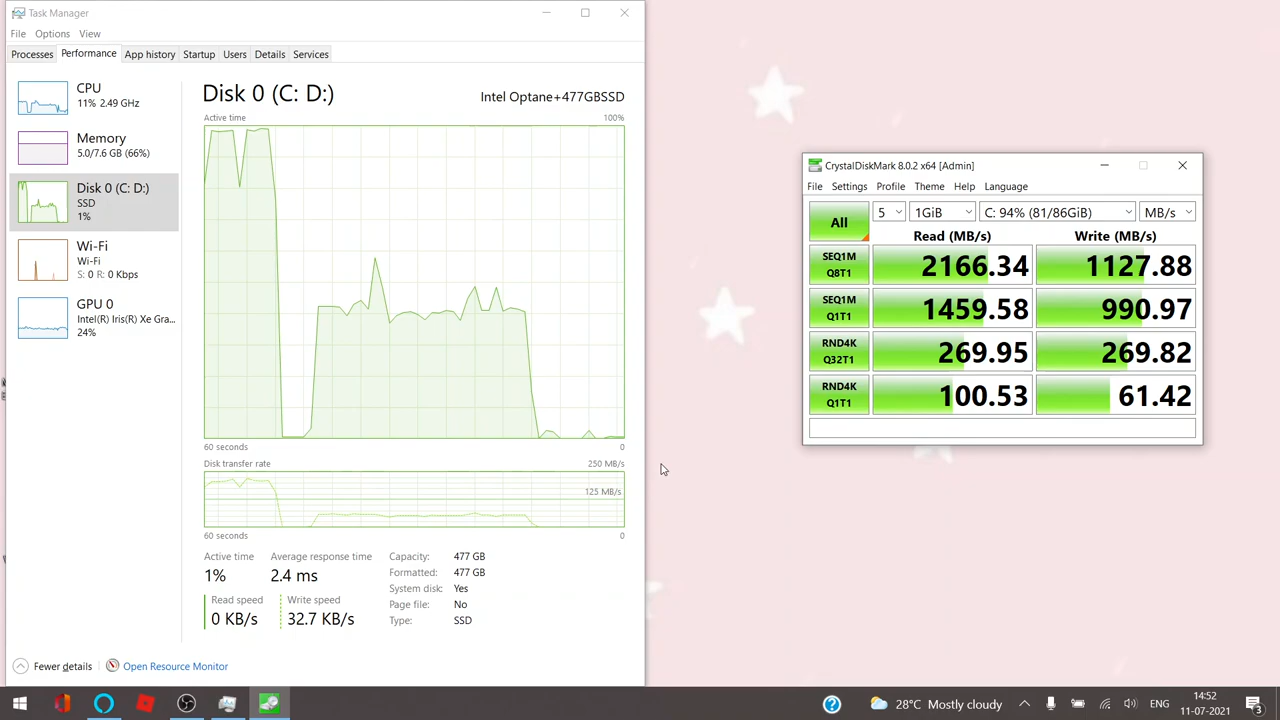 Task Manager
File Options View
Processes Performance App history Startup Users Details Services
CPU
11% 2.49 GHz
Memory
5.0/7.6 GB (66%)
Disk 0 (C: D:)
SSD
1%
Wi-Fi
Wi-Fi
S: 0 R: 0 Kbps
GPU 0
Intel(R) Iris(R) Xe Gra...
24%
Disk 0 (C: D:)
Intel Optane+477GBSSD
Active time 100%
60 seconds 0
Disk transfer rate 250 MB/s
125 MB/s
60 seconds 0
Active time
1%
Average response time
2.4 ms
Read speed
0 KB/s
Write speed
32.7 KB/s
Capacity: 477 GB
Formatted: 477 GB
System disk: Yes
Page file: No
Type: SSD
Fewer details Open Resource Monitor
CrystalDiskMark 8.0.2 x64 [Admin]
File Settings Profile Theme Help Language
All 5 1GiB C: 94% (81/86GiB) MB/s
Read (MB/s) Write (MB/s)
SEQ1M
Q8T1
2166.34 1127.88
SEQ1M
Q1T1
1459.58 990.97
RND4K
Q32T1
269.95 269.82
RND4K
Q1T1
100.53 61.42
28°C Mostly cloudy ENG
14:52
11-07-2021
3